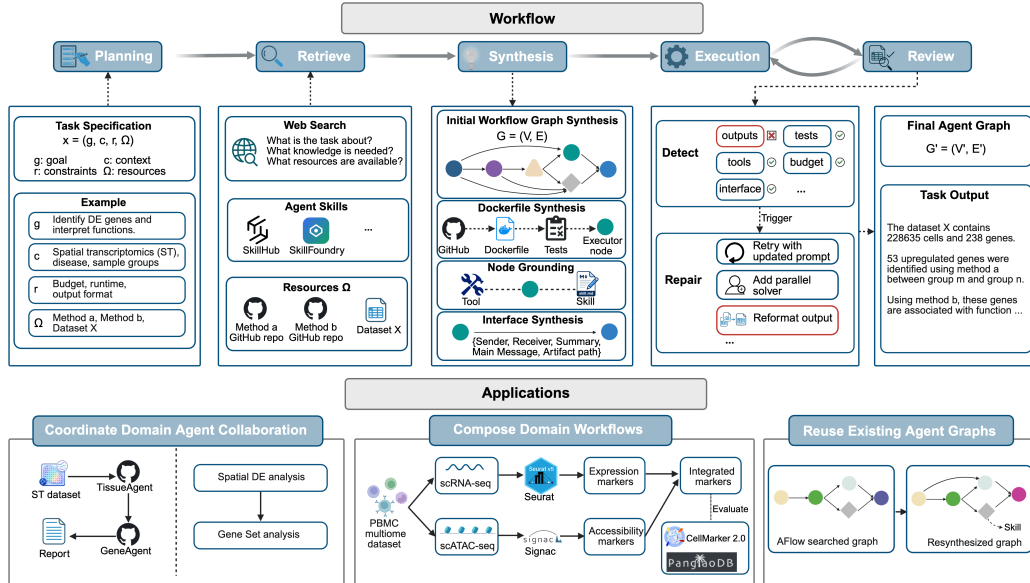 Workflow
Planning
Retrieve
Synthesis
Execution
Review
Task Specification
x = (g, c, r, Ω)
g: goal c: context
r: constraints Ω: resources
Example
g Identify DE genes and
interpret functions.
c Spatial transcriptomics (ST),
disease, sample groups
r Budget, runtime,
output format
Ω Method a, Method b,
Dataset X
Web Search
What is the task about?
What knowledge is needed?
What resources are available?
Agent Skills
SkillHub
SkillFoundry
...
Resources Ω
Method a
GitHub repo
Method b
GitHub repo
Dataset X
Initial Workflow Graph Synthesis
G = (V, E)
Dockerfile Synthesis
GitHub
Dockerfile
Tests
Executor
node
Node Grounding
Tool
Skill
Interface Synthesis
{Sender, Receiver, Summary,
Main Message, Artifact path}
Detect
outputs
tests
tools
budget
interface
...
Trigger
Repair
Retry with
updated prompt
Add parallel
solver
Reformat output
...
Final Agent Graph
G' = (V', E')
Task Output
The dataset X contains
228635 cells and 238 genes.
53 upregulated genes were
identified using method a
between group m and group n.
Using method b, these genes
are associated with function ...
Applications
Coordinate Domain Agent Collaboration
ST dataset
TissueAgent
Report
GeneAgent
Spatial DE analysis
Gene Set analysis
Compose Domain Workflows
PBMC
multiome
dataset
scRNA-seq
Seurat v5
Seurat
Expression
markers
Integrated
markers
scATAC-seq
signac
Signac
Accessibility
markers
Evaluate
CellMarker 2.0
PanglaoDB
Reuse Existing Agent Graphs
AFlow searched graph
Skill
Resynthesized graph